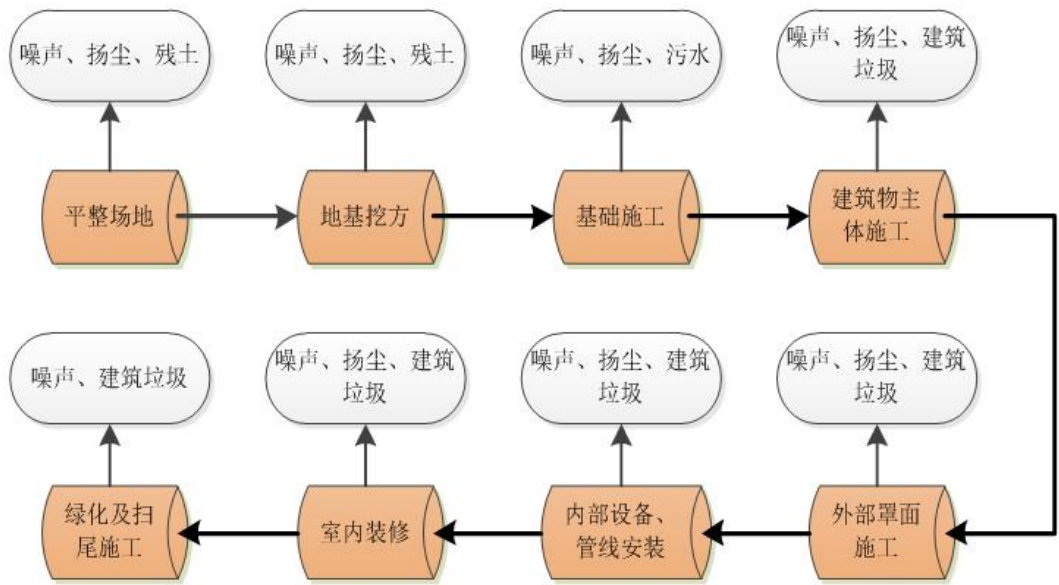 噪声、扬尘、残土
噪声、扬尘、残土
噪声、扬尘、污水
噪声、扬尘、建筑
垃圾
平整场地
地基挖方
基础施工
建筑物主
体施工
噪声、建筑垃圾
噪声、扬尘、建筑
垃圾
噪声、扬尘、建筑
垃圾
噪声、扬尘、建筑
垃圾
绿化及扫
尾施工
室内装修
内部设备、
管线安装
外部罩面
施工